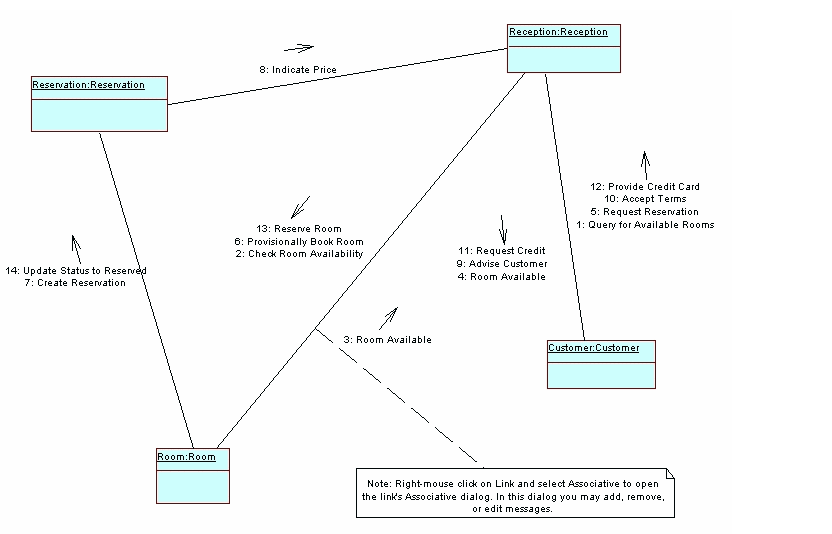 Reception:Reception
8: Indicate Price
Reservation:Reservation
12: Provide Credit Card
10: Accept Terms
5: Request Reservation
1: Query for Available Rooms
13: Reserve Room
6: Provisionally Book Room
2: Check Room Availability
11: Request Credit
9: Advise Customer
4: Room Available
14: Update Status to Reserved
7: Create Reservation
3: Room Available
Customer:Customer
Room:Room
Note: Right-mouse click on Link and select Associative to open
the link's Associative dialog. In this dialog you may add, remove,
or edit messages.